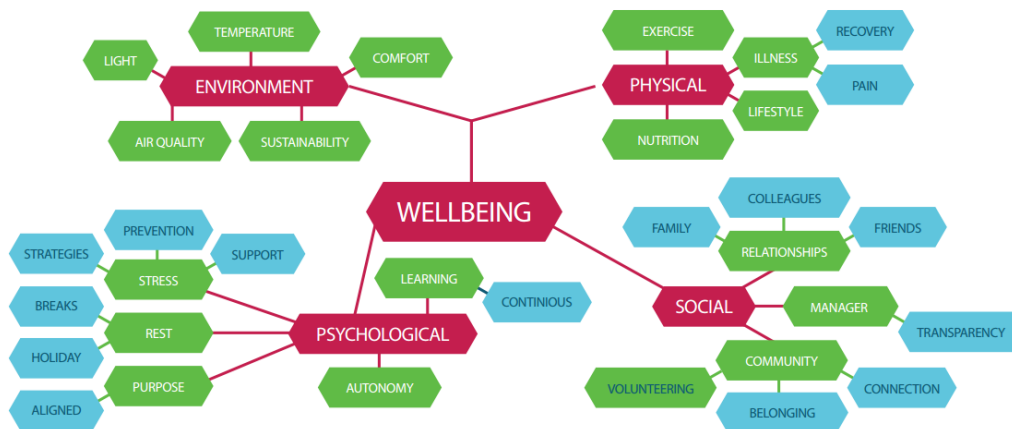 TEMPERATURE
LIGHT
COMFORT
ENVIRONMENT
AIR QUALITY
SUSTAINABILITY
EXERCISE
RECOVERY
ILLNESS
PHYSICAL
PAIN
LIFESTYLE
NUTRITION
WELLBEING
PREVENTION
STRATEGIES
SUPPORT
STRESS
BREAKS
REST
HOLIDAY
PURPOSE
ALIGNED
LEARNING
CONTINIOUS
PSYCHOLOGICAL
AUTONOMY
COLLEAGUES
FAMILY
FRIENDS
RELATIONSHIPS
SOCIAL
MANAGER
TRANSPARENCY
COMMUNITY
VOLUNTEERING
CONNECTION
BELONGING